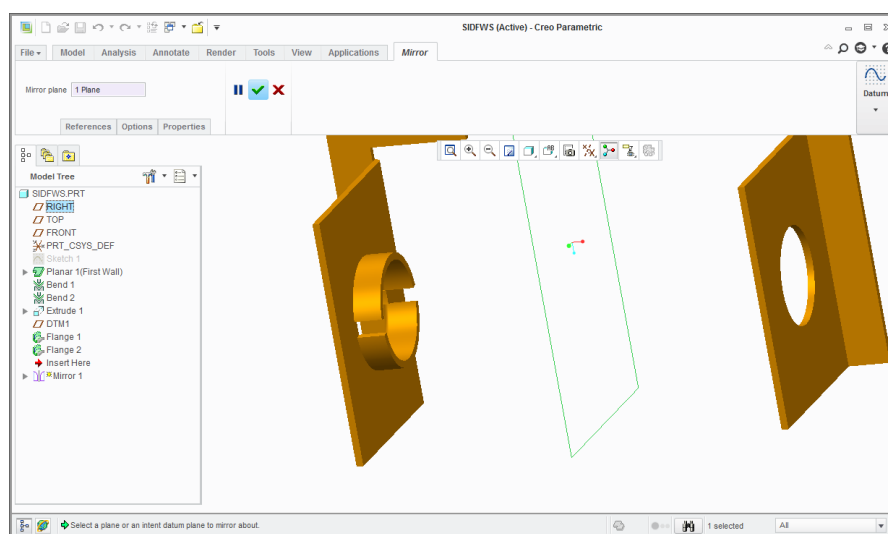 SIDFWS (Active) - Creo Parametric
File Model Analysis Annotate Render Tools View Applications Mirror
Mirror plane 1 Plane
Datum
References Options Properties
Model Tree
SIDFWS.PRT
RIGHT
TOP
FRONT
PRT_CSYS_DEF
Sketch 1
Planar 1(First Wall)
Bend 1
Bend 2
Extrude 1
DTM1
Flange 1
Flange 2
Insert Here
Mirror 1
Select a plane or an intent datum plane to mirror about.
1 selected
All